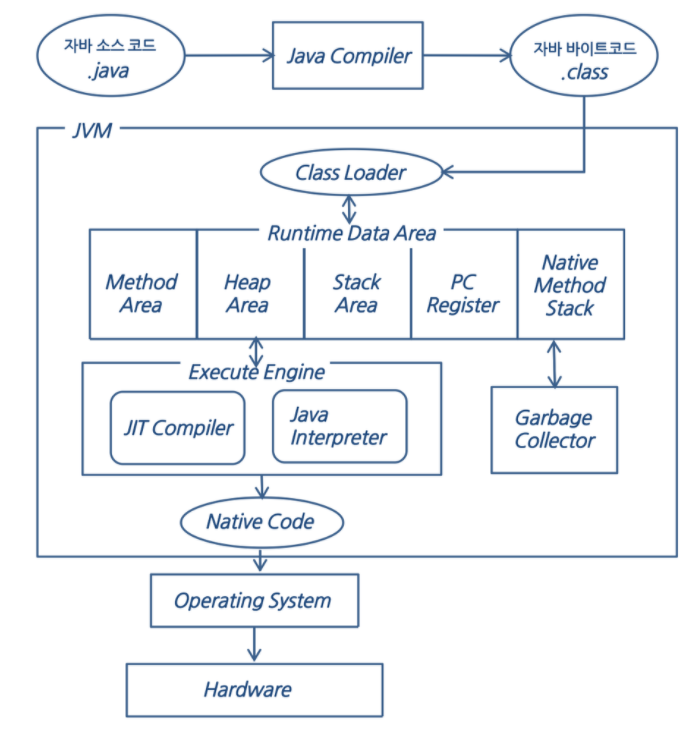 자바 소스 코드
.java
Java Compiler
자바 바이트코드
.class
JVM
Class Loader
Runtime Data Area
Method
Area
Heap
Area
Stack
Area
PC
Register
Native
Method
Stack
Execute Engine
JIT Compiler
Java
Interpreter
Garbage
Collector
Native Code
Operating System
Hardware